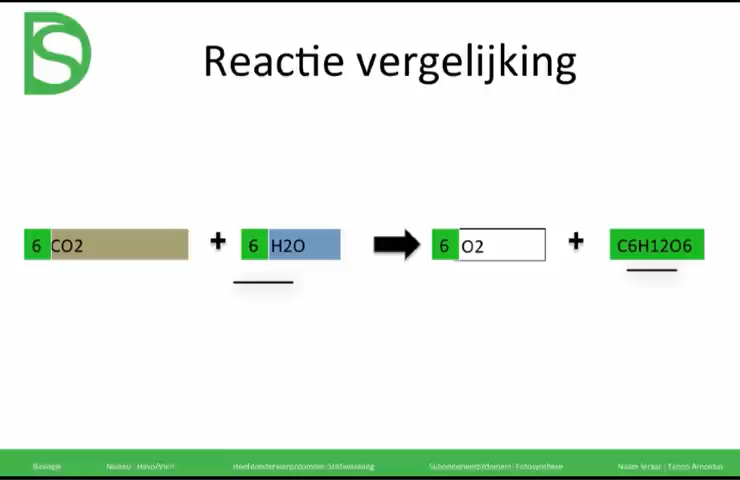 Reactie vergelijking
6 CO2 + 6 H2O → 6 O2 + C6H12O6
Biologie Niveau: Havo/Vwo Hoofdonderwerp/domein: Stofwisseling Subonderwerp/domein: Fotosynthese Naam leraar: Arnoldus